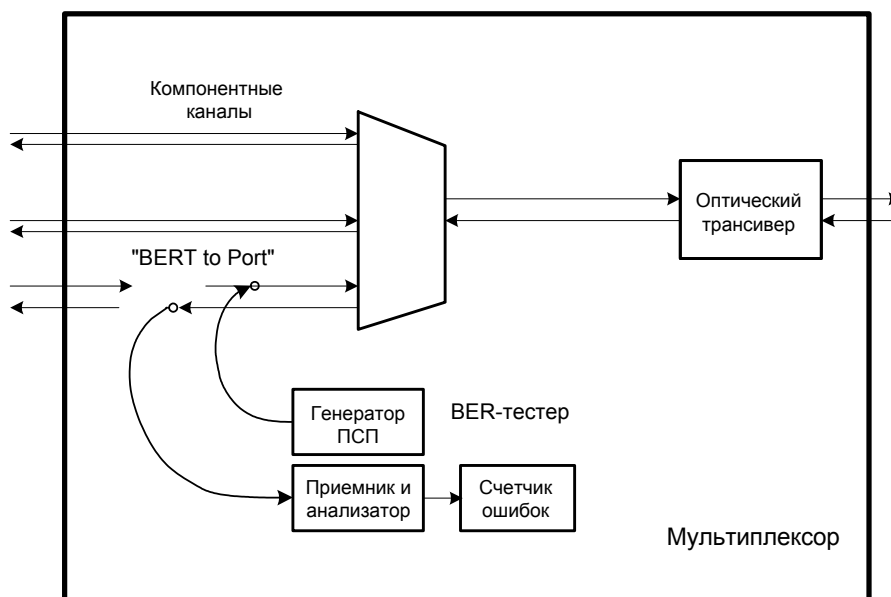 Компонентные
каналы
Оптический
трансивер
"BERT to Port"
Генератор
ПСП
BER-тестер
Приемник и
анализатор
Счетчик
ошибок
Мультиплексор